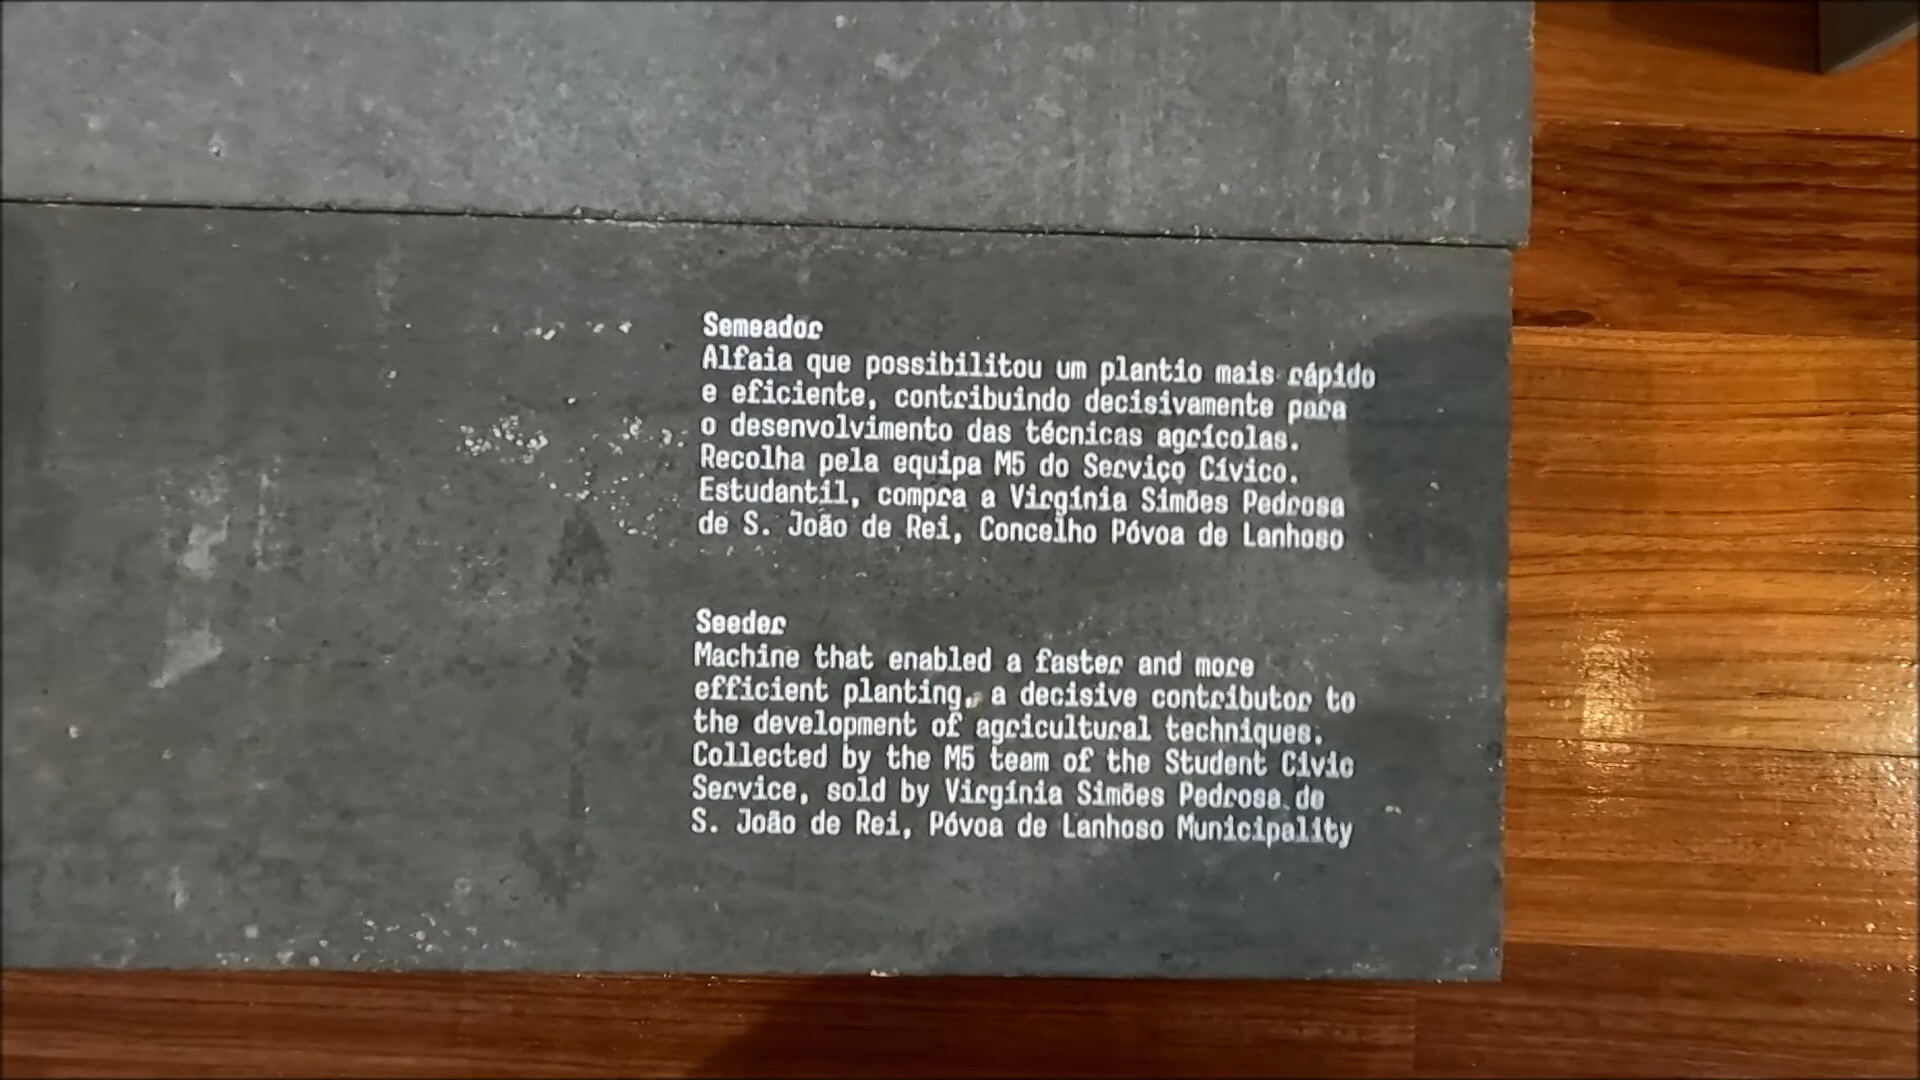 Semeador
Alfaia que possibilitou um plantio mais rápido
e eficiente, contribuindo decisivamente para
o desenvolvimento das técnicas agrícolas.
Recolha pela equipa M5 do Serviço Cívico.
Estudantil, compra a Virgínia Simões Pedrosa
de S. João de Rei, Concelho Póvoa de Lanhoso
Seeder
Machine that enabled a faster and more
efficient planting, a decisive contributor to
the development of agricultural techniques.
Collected by the M5 team of the Student Civic
Service, sold by Virgínia Simões Pedrosa de
S. João de Rei, Póvoa de Lanhoso Municipality